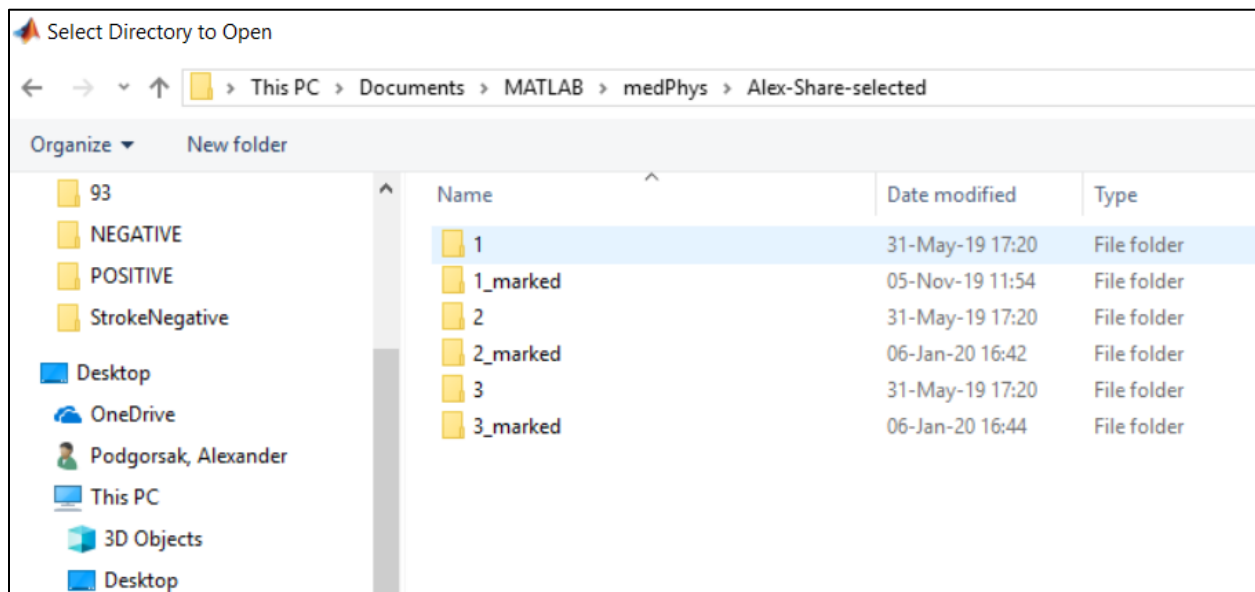 Select Directory to Open
This PC > Documents > MATLAB > medPhys > Alex-Share-selected
Organize New folder
93
NEGATIVE
POSITIVE
StrokeNegative
Desktop
OneDrive
Podgorsak, Alexander
This PC
3D Objects
Desktop
Name Date modified Type
1 31-May-19 17:20 File folder
1_marked 05-Nov-19 11:54 File folder
2 31-May-19 17:20 File folder
2_marked 06-Jan-20 16:42 File folder
3 31-May-19 17:20 File folder
3_marked 06-Jan-20 16:44 File folder